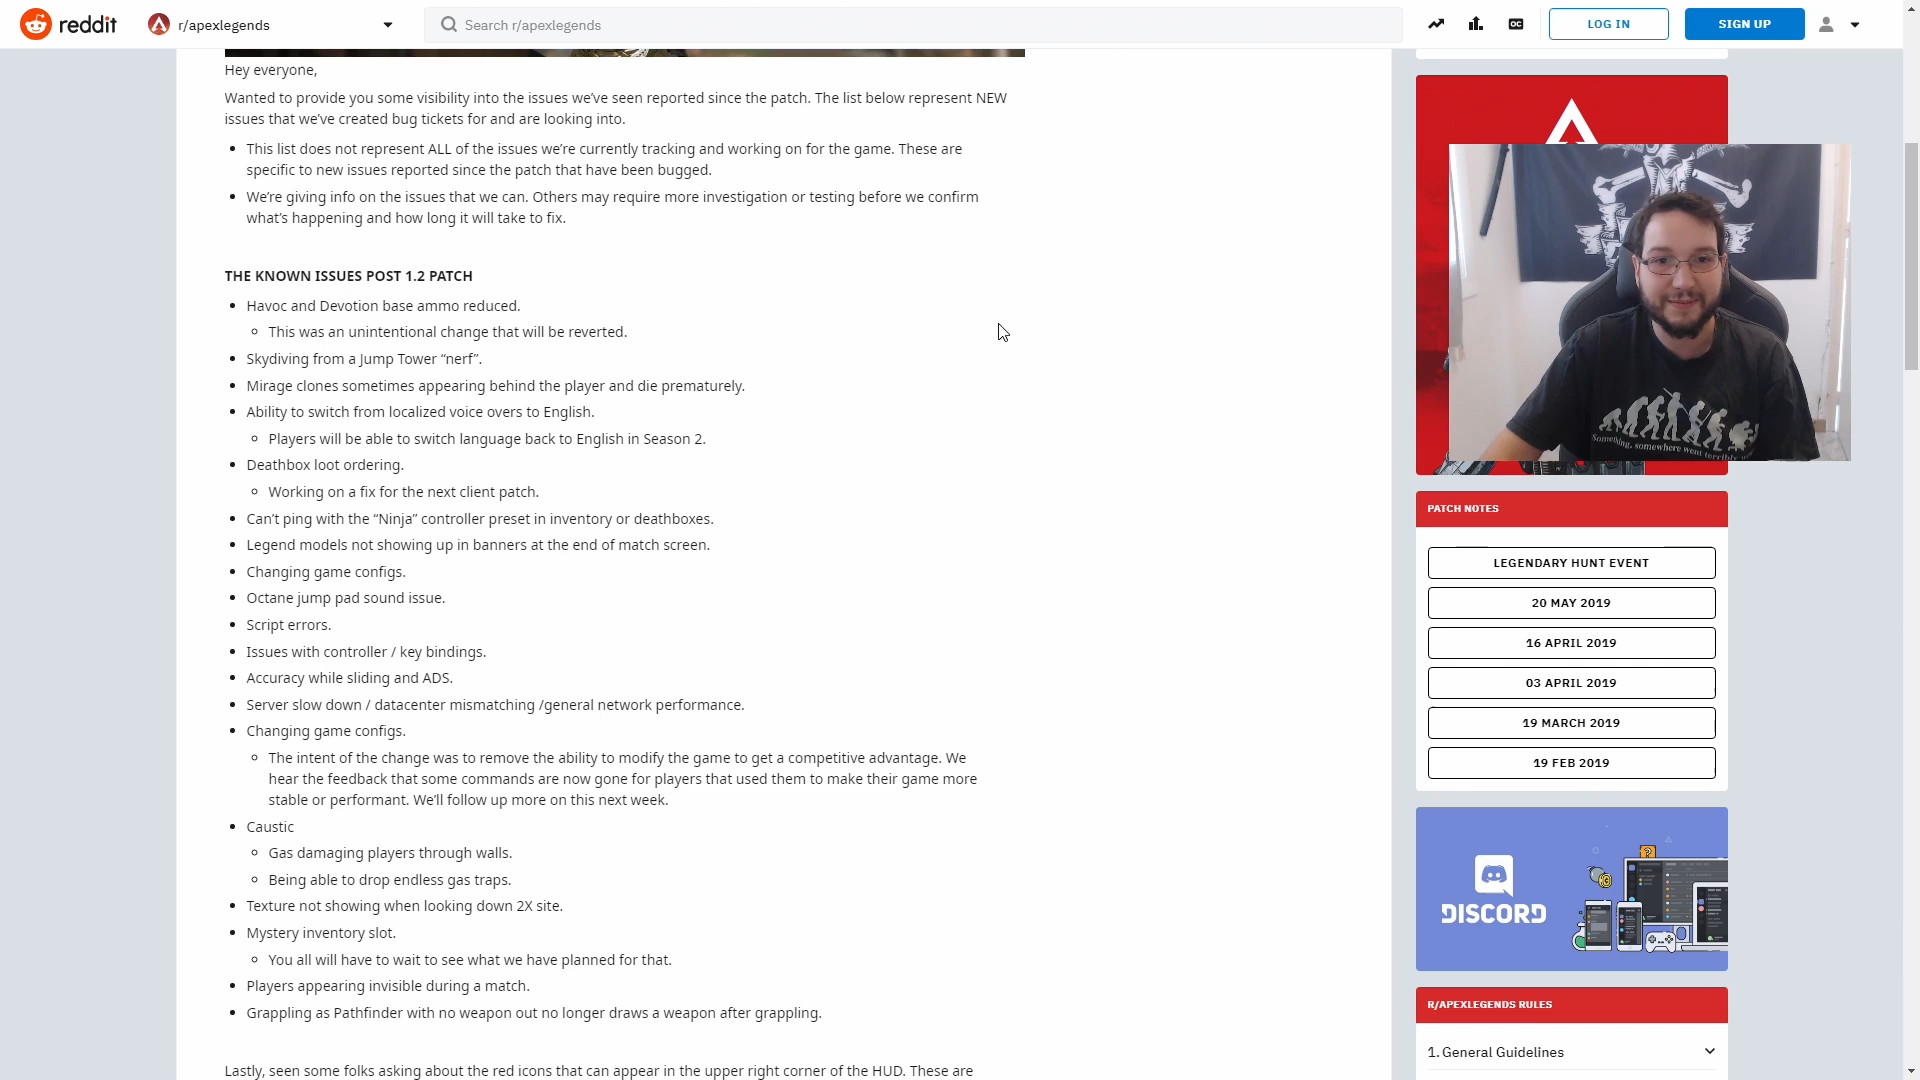 reddit
r/apexlegends
Search r/apexlegends
LOG IN
SIGN UP
Hey everyone,
Wanted to provide you some visibility into the issues we’ve seen reported since the patch. The list below represent NEW
issues that we’ve created bug tickets for and are looking into.
• This list does not represent ALL of the issues we’re currently tracking and working on for the game. These are
specific to new issues reported since the patch that have been bugged.
• We’re giving info on the issues that we can. Others may require more investigation or testing before we confirm
what’s happening and how long it will take to fix.
THE KNOWN ISSUES POST 1.2 PATCH
• Havoc and Devotion base ammo reduced.
◦ This was an unintentional change that will be reverted.
• Skydiving from a Jump Tower “nerf”.
• Mirage clones sometimes appearing behind the player and die prematurely.
• Ability to switch from localized voice overs to English.
◦ Players will be able to switch language back to English in Season 2.
• Deathbox loot ordering.
◦ Working on a fix for the next client patch.
• Can’t ping with the “Ninja” controller preset in inventory or deathboxes.
• Legend models not showing up in banners at the end of match screen.
• Changing game configs.
• Octane jump pad sound issue.
• Script errors.
• Issues with controller / key bindings.
• Accuracy while sliding and ADS.
• Server slow down / datacenter mismatching /general network performance.
• Changing game configs.
◦ The intent of the change was to remove the ability to modify the game to get a competitive advantage. We
hear the feedback that some commands are now gone for players that used them to make their game more
stable or performant. We’ll follow up more on this next week.
• Caustic
◦ Gas damaging players through walls.
◦ Being able to drop endless gas traps.
• Texture not showing when looking down 2X site.
• Mystery inventory slot.
◦ You all will have to wait to see what we have planned for that.
• Players appearing invisible during a match.
• Grappling as Pathfinder with no weapon out no longer draws a weapon after grappling.
Lastly, seen some folks asking about the red icons that can appear in the upper right corner of the HUD. These are
Something, somewhere went terribly
PATCH NOTES
LEGENDARY HUNT EVENT
20 MAY 2019
16 APRIL 2019
03 APRIL 2019
19 MARCH 2019
19 FEB 2019
DISCORD
R/APEXLEGENDS RULES
1. General Guidelines